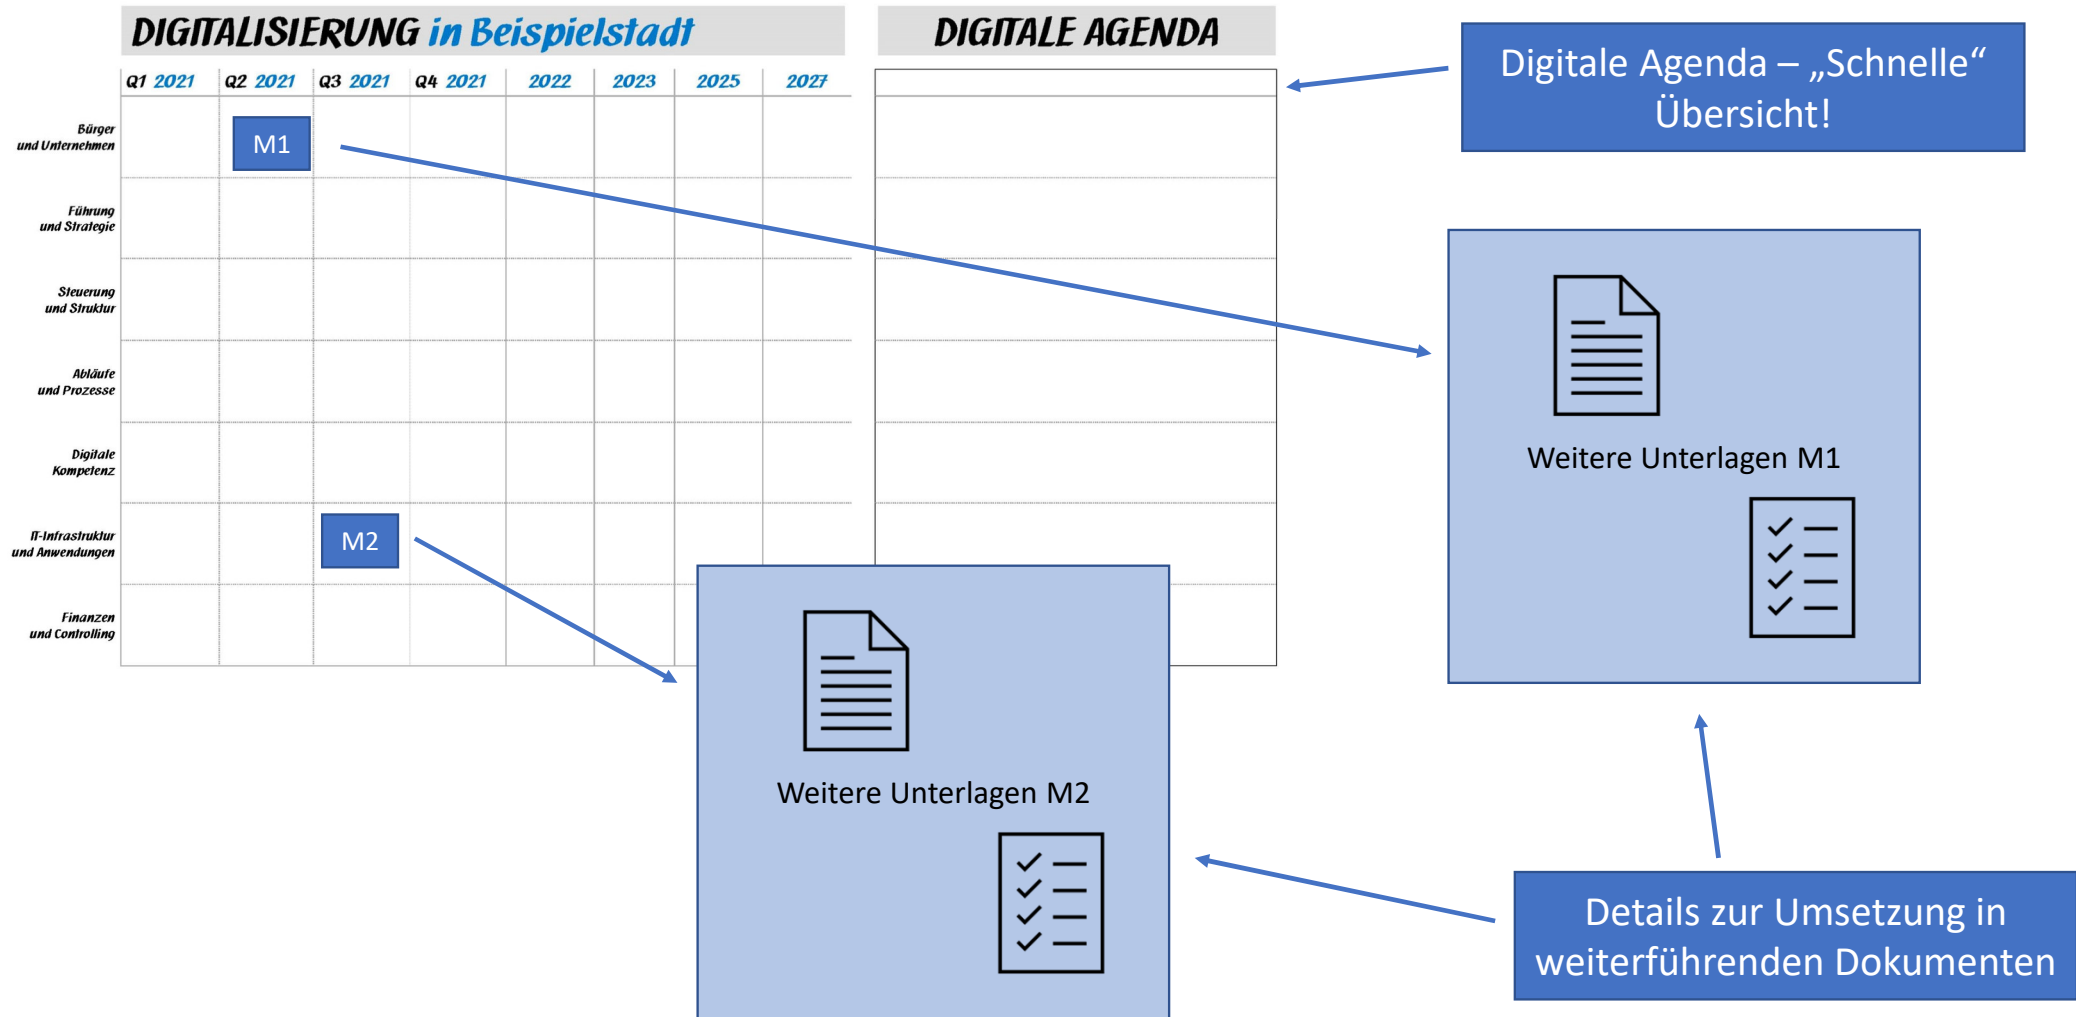 DIGITALISIERUNG in Beispielstadt
DIGITALE AGENDA
Digitale Agenda – „Schnelle“
Übersicht!
Q1 2021 Q2 2021 Q3 2021 Q4 2021 2022 2023 2025 2027
Bürger
und Unternehmen
M1
Führung
und Strategie
Steuerung
und Struktur
Abläufe
und Prozesse
Digitale
Kompetenz
IT-Infrastruktur
und Anwendungen
M2
Finanzen
und Controlling
Weitere Unterlagen M1
Weitere Unterlagen M2
Details zur Umsetzung in
weiterführenden Dokumenten